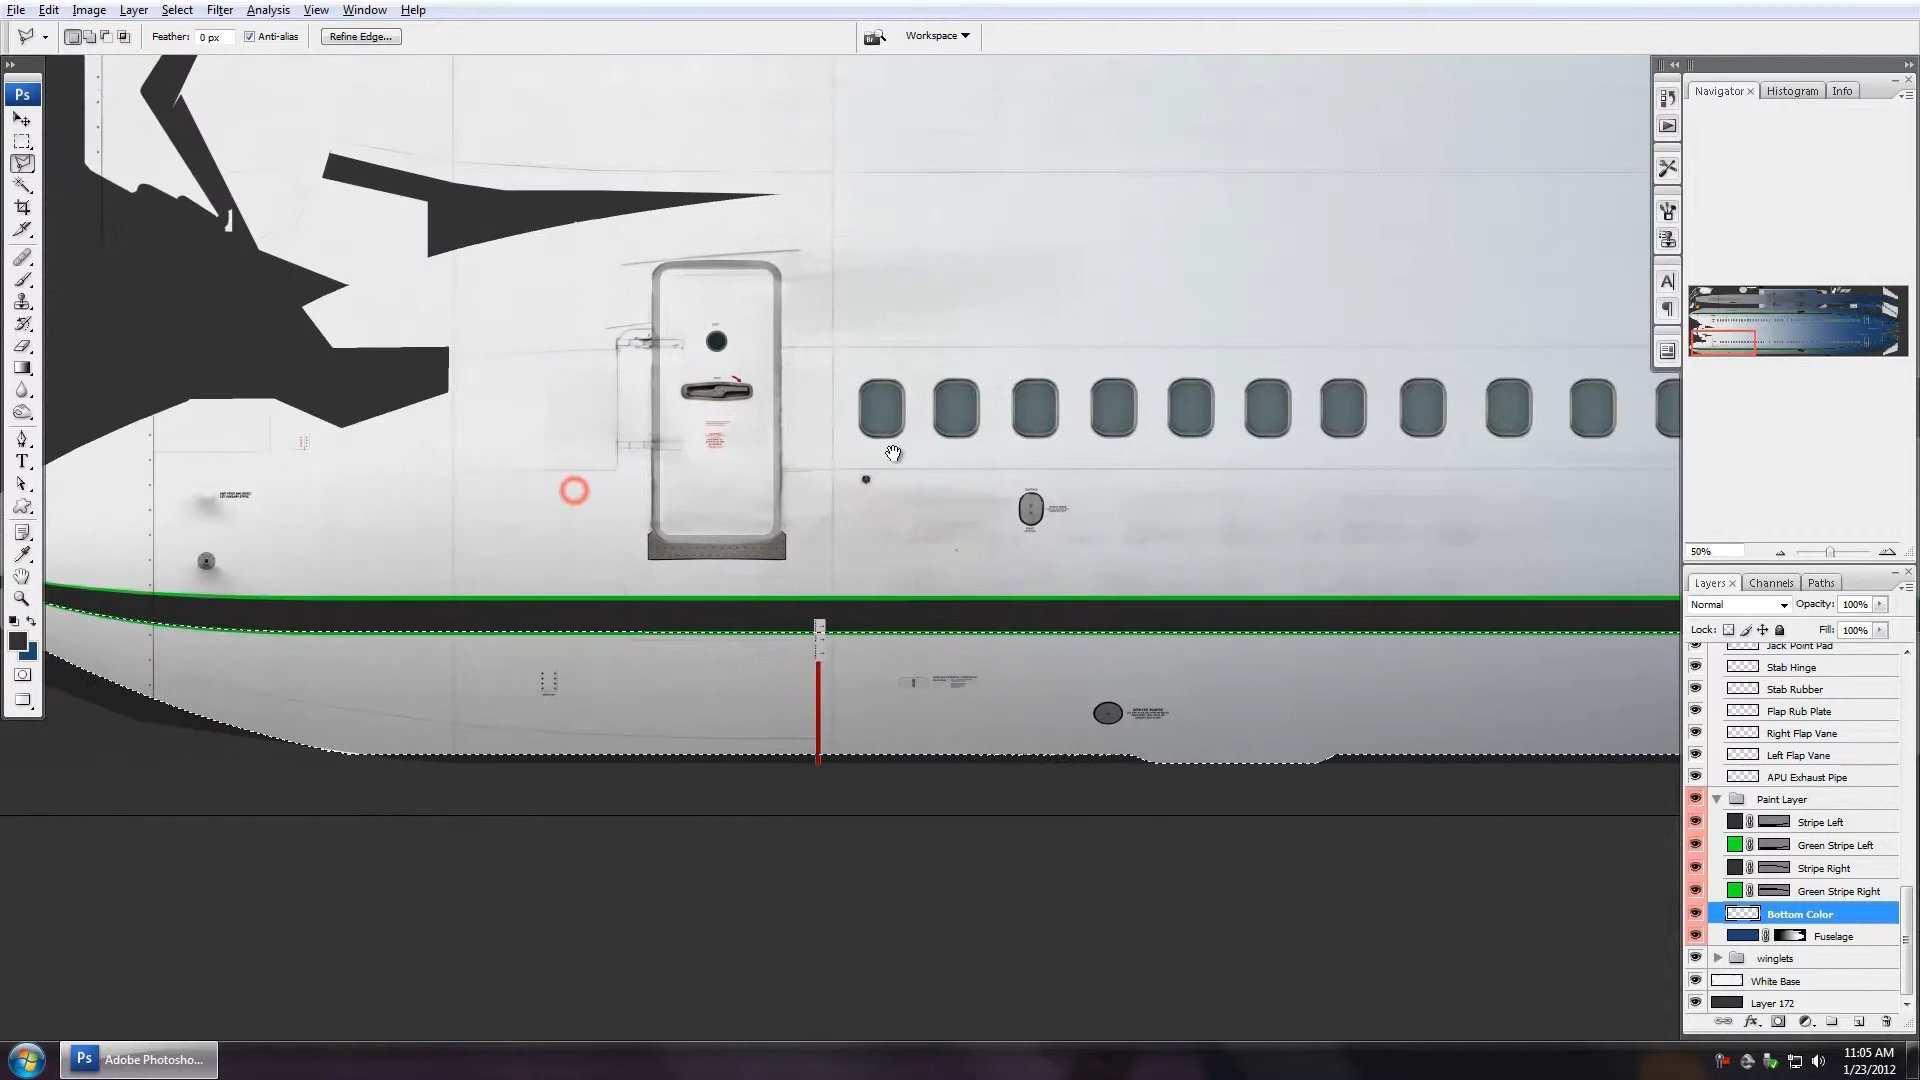 File Edit Image Layer Select Filter Analysis View Window Help
Feather: 0 px Anti-alias Refine Edge... Workspace
Ps
Navigator Histogram Info
50%
Layers Channels Paths
Normal Opacity: 100%
Lock: Fill: 100%
Jack Point Pad
Stab Hinge
Stab Rubber
Flap Rub Plate
Right Flap Vane
Left Flap Vane
APU Exhaust Pipe
Paint Layer
Stripe Left
Green Stripe Left
Stripe Right
Green Stripe Right
Bottom Color
Fuselage
winglets
White Base
Layer 172
Ps Adobe Photosho...
11:05 AM
1/23/2012